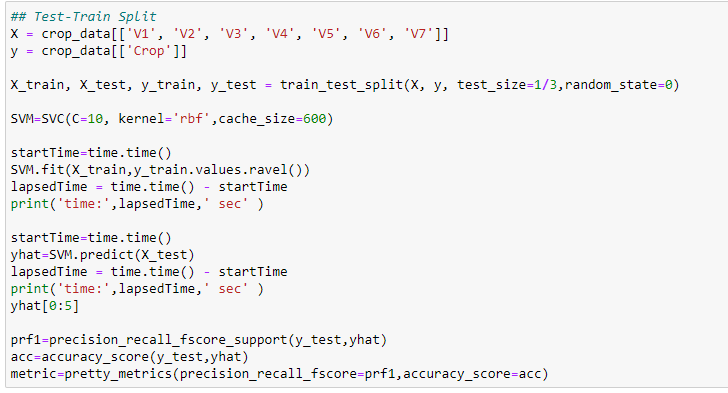 ## Test-Train Split
X = crop_data[['V1', 'V2', 'V3', 'V4', 'V5', 'V6', 'V7']]
y = crop_data[['Crop']]
X_train, X_test, y_train, y_test = train_test_split(X, y, test_size=1/3,random_state=0)
SVM=SVC(C=10, kernel='rbf',cache_size=600)
startTime=time.time()
SVM.fit(X_train,y_train.values.ravel())
lapsedTime = time.time() - startTime
print('time:',lapsedTime,' sec' )
startTime=time.time()
yhat=SVM.predict(X_test)
lapsedTime = time.time() - startTime
print('time:',lapsedTime,' sec' )
yhat[0:5]
prf1=precision_recall_fscore_support(y_test,yhat)
acc=accuracy_score(y_test,yhat)
metric=pretty_metrics(precision_recall_fscore=prf1,accuracy_score=acc)